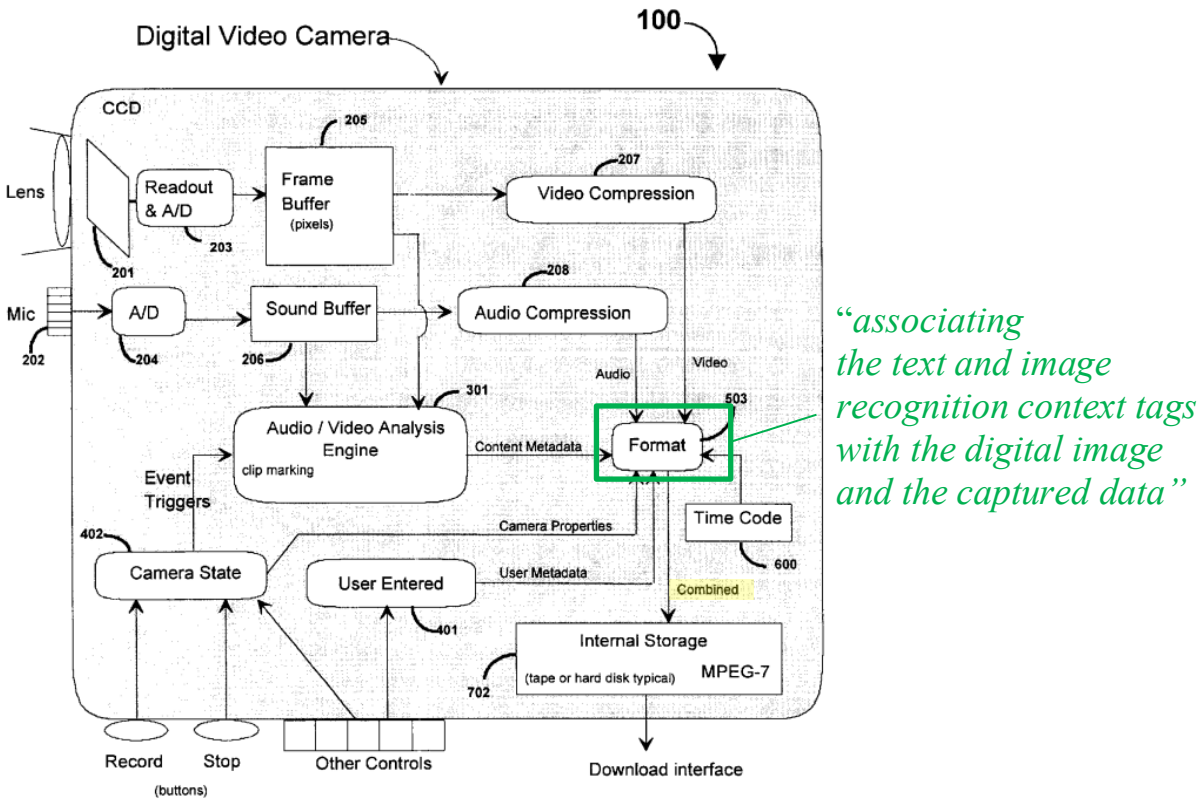 100
Digital Video Camera
CCD
205
207
Lens
Readout
& A/D
Frame
Buffer
(pixels)
Video Compression
203
201
208
Mic
A/D
Sound Buffer
Audio Compression
202
204
206
Audio
Video
301
503
Audio / Video Analysis
Engine
clip marking
Content Metadata
Format
Event
Triggers
Camera Properties
Time Code
402
600
Camera State
User Entered
User Metadata
Combined
401
Internal Storage
(tape or hard disk typical)
MPEG-7
702
Record
Stop
(buttons)
Other Controls
Download interface
“associating
the text and image
recognition context tags
with the digital image
and the captured data”